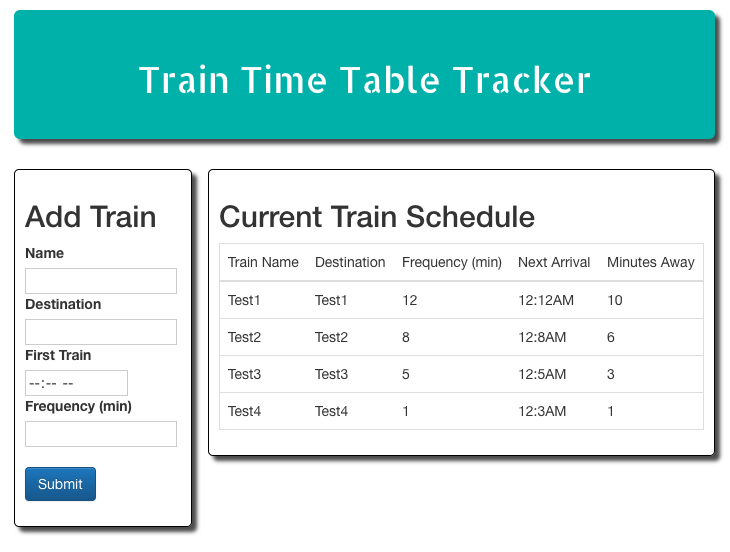 Train Time Table Tracker
Add Train
Name
Destination
First Train
--:-- --
Frequency (min)
Submit
Current Train Schedule
Train Name Destination Frequency (min) Next Arrival Minutes Away
Test1 Test1 12 12:12AM 10
Test2 Test2 8 12:8AM 6
Test3 Test3 5 12:5AM 3
Test4 Test4 1 12:3AM 1